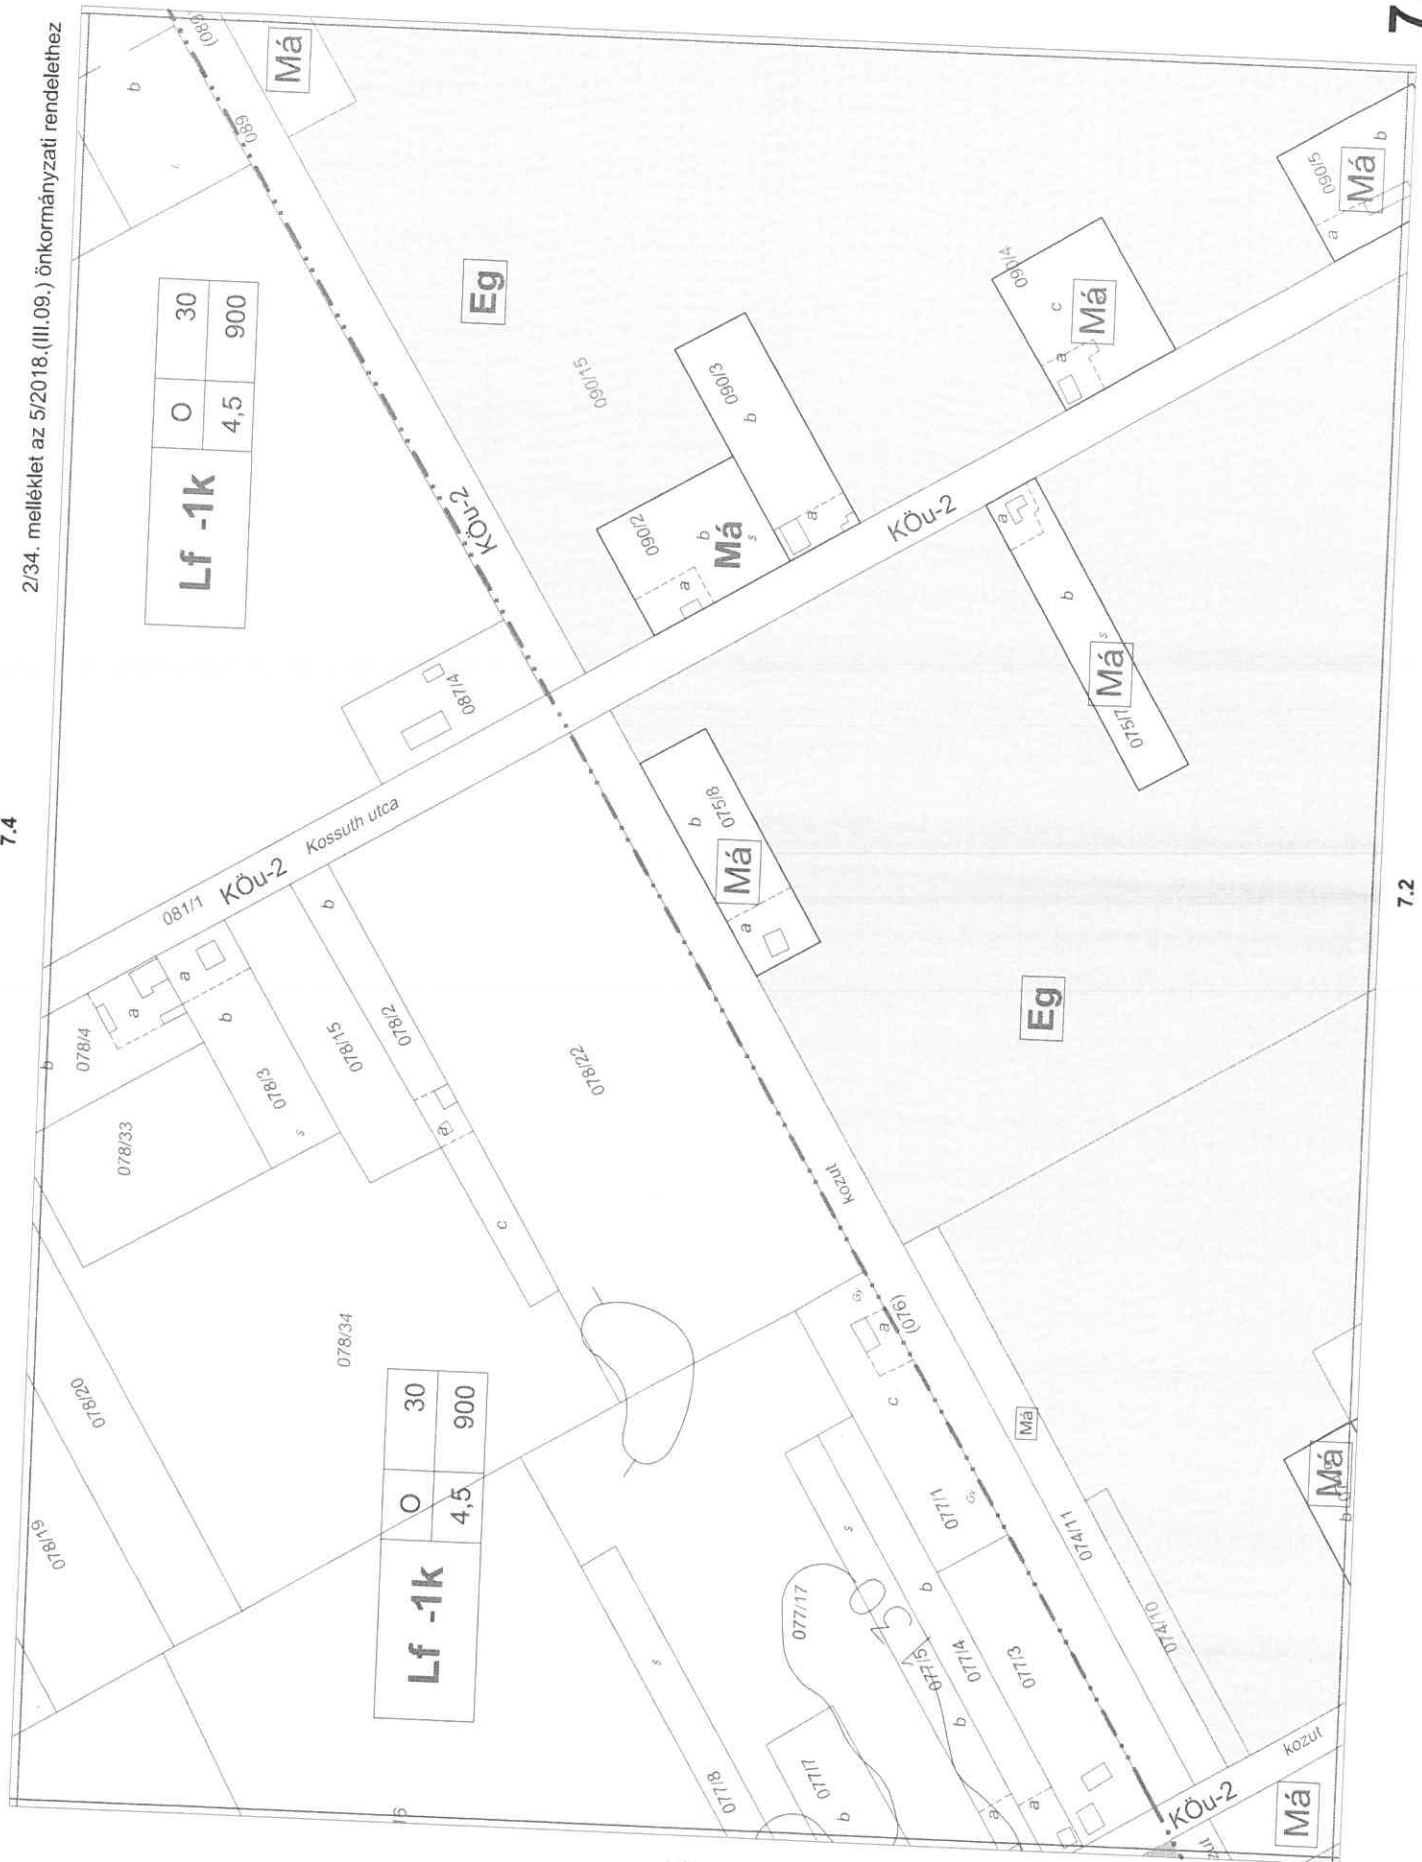 2/34. melléklet az 5/2018.(III.09.) önkormányzati rendelethez
7
7.4
7.2
Má
b
089
Lf -1k
O
30
4,5
900
Eg
090/15
KÖu-2
087/4
090/2
b
Má
s
a
090/3
b
a
KÖu-2
090/4
c
a
Má
090/5
a
Má
b
a
b
s
Má
075/7
081/1
KÖu-2
Kossuth utca
b
075/8
Má
a
b
078/4
a
a
b
078/3
s
078/15
078/2
b
a
c
078/33
078/22
078/34
078/20
078/19
Eg
kozut
Lf -1k
O
30
4,5
900
Gy
a
(076)
c
077/1
Gy
Má
s
130
077/17
b
077/5
077/4
077/3
b
a
a
074/11
074/10
s
077/8
077/7
b
Má
b
KÖu-2
kozut
Má